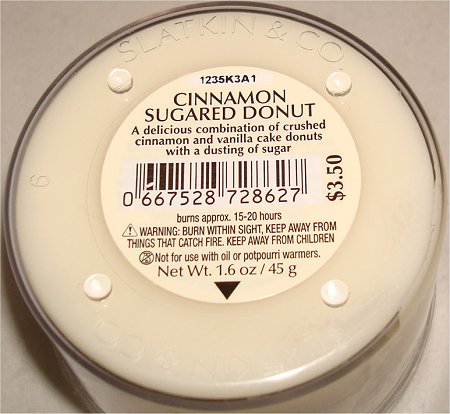 SLATKIN & CO.
1235K3A1
CINNAMON
SUGARED DONUT
A delicious combination of crushed
cinnamon and vanilla cake donuts
with a dusting of sugar
0 667528 728627
$3.50
burns approx. 15-20 hours
⚠ WARNING: BURN WITHIN SIGHT, KEEP AWAY FROM
THINGS THAT CATCH FIRE. KEEP AWAY FROM CHILDREN
Not for use with oil or potpourri warmers.
Net Wt. 1.6 oz / 45 g
6
SLATKIN & CO.